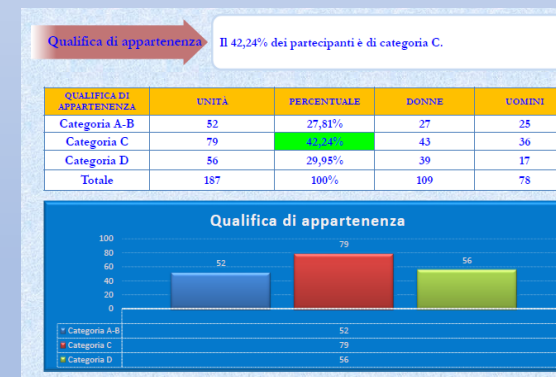 Qualifica di appartenenza
Il 42,24% dei partecipanti è di categoria C.
QUALIFICA DI APPARTENENZA UNITÀ PERCENTUALE DONNE UOMINI
Categoria A-B 52 27,81% 27 25
Categoria C 79 42,24% 43 36
Categoria D 56 29,95% 39 17
Totale 187 100% 109 78
Qualifica di appartenenza
100
80
60
40
20
0
52
79
56
Categoria A-B 52
Categoria C 79
Categoria D 56